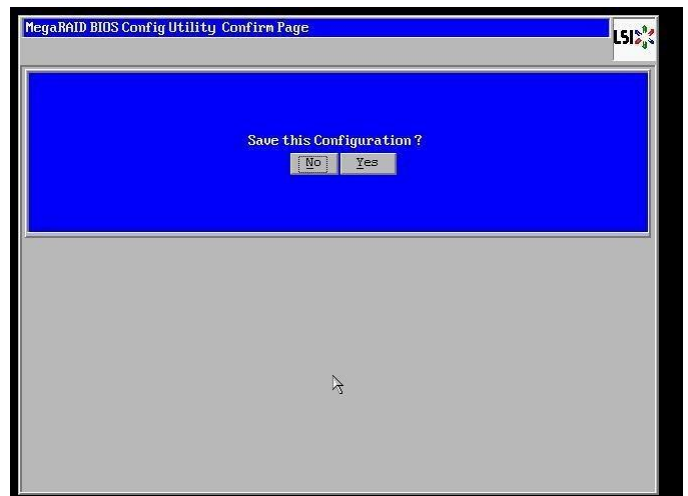 MegaRAID BIOS Config Utility Confirm Page
LSI
Save this Configuration ?
No Yes